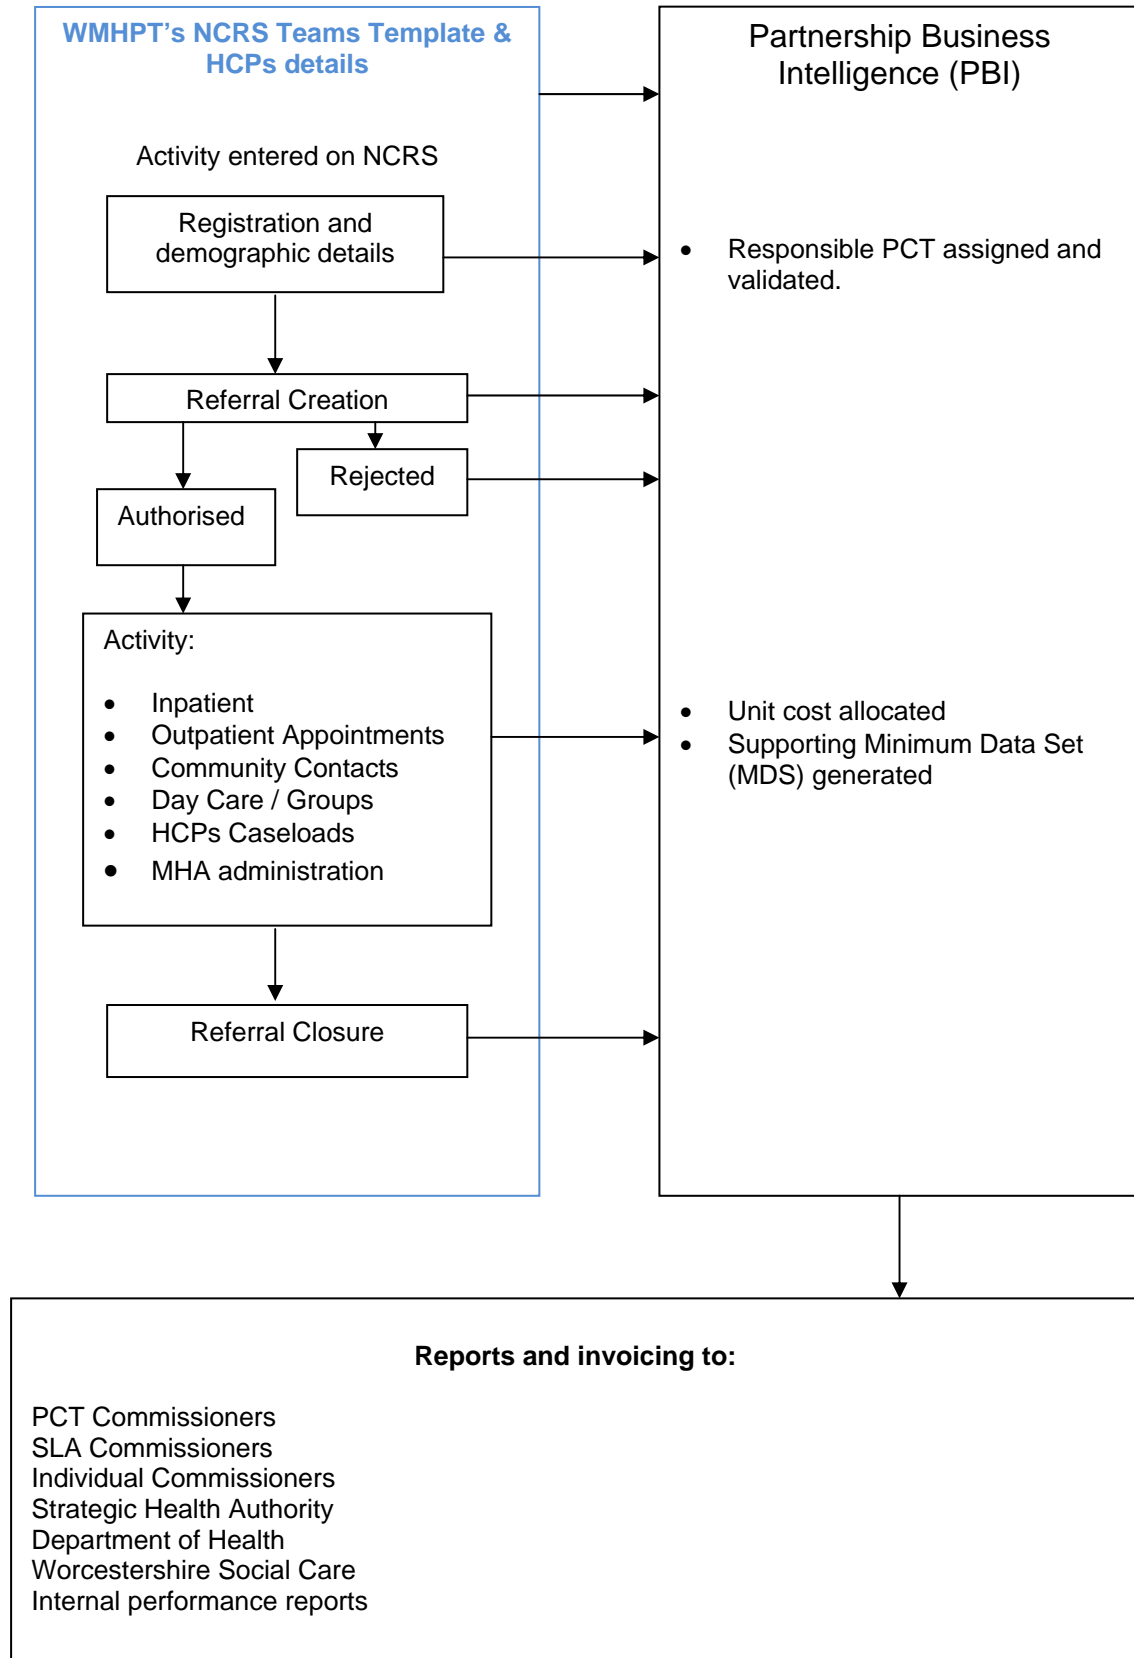 WMHPT's NCRS Teams Template &
HCPs details
Activity entered on NCRS
Registration and
demographic details
Referral Creation
Rejected
Authorised
Activity:
• Inpatient
• Outpatient Appointments
• Community Contacts
• Day Care / Groups
• HCPs Caseloads
• MHA administration
Referral Closure
Partnership Business
Intelligence (PBI)
• Responsible PCT assigned and
validated.
• Unit cost allocated
• Supporting Minimum Data Set
(MDS) generated
Reports and invoicing to:
PCT Commissioners
SLA Commissioners
Individual Commissioners
Strategic Health Authority
Department of Health
Worcestershire Social Care
Internal performance reports